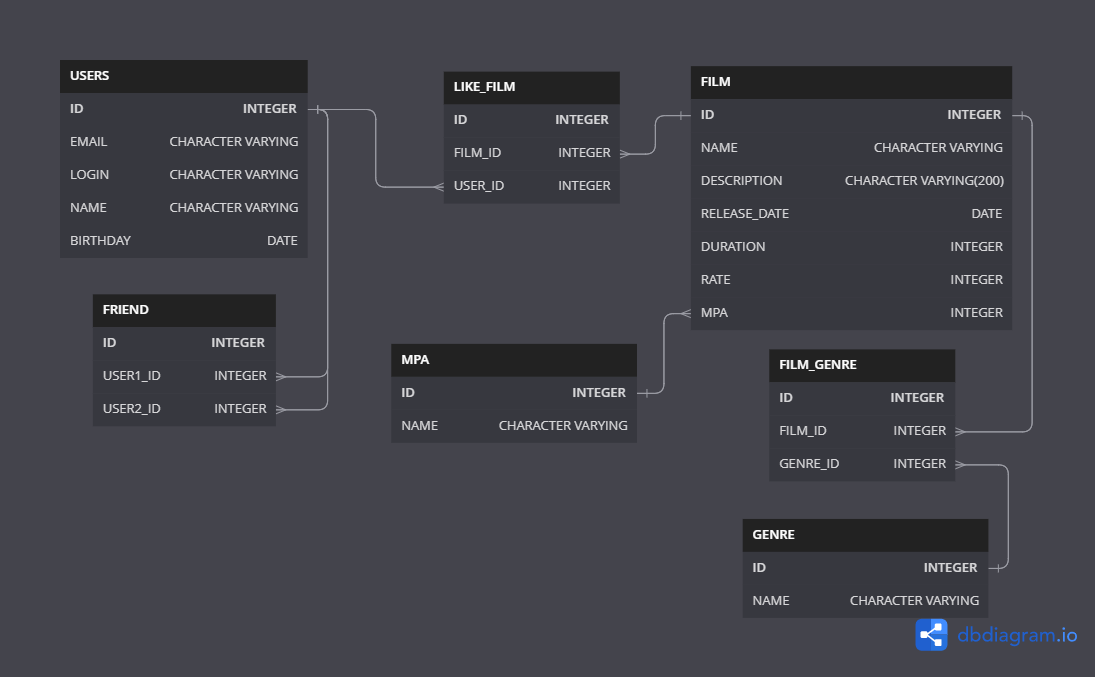 USERS
ID INTEGER
EMAIL CHARACTER VARYING
LOGIN CHARACTER VARYING
NAME CHARACTER VARYING
BIRTHDAY DATE
LIKE_FILM
ID INTEGER
FILM_ID INTEGER
USER_ID INTEGER
FILM
ID INTEGER
NAME CHARACTER VARYING
DESCRIPTION CHARACTER VARYING(200)
RELEASE_DATE DATE
DURATION INTEGER
RATE INTEGER
MPA INTEGER
FRIEND
ID INTEGER
USER1_ID INTEGER
USER2_ID INTEGER
MPA
ID INTEGER
NAME CHARACTER VARYING
FILM_GENRE
ID INTEGER
FILM_ID INTEGER
GENRE_ID INTEGER
GENRE
ID INTEGER
NAME CHARACTER VARYING
dbdiagram.io